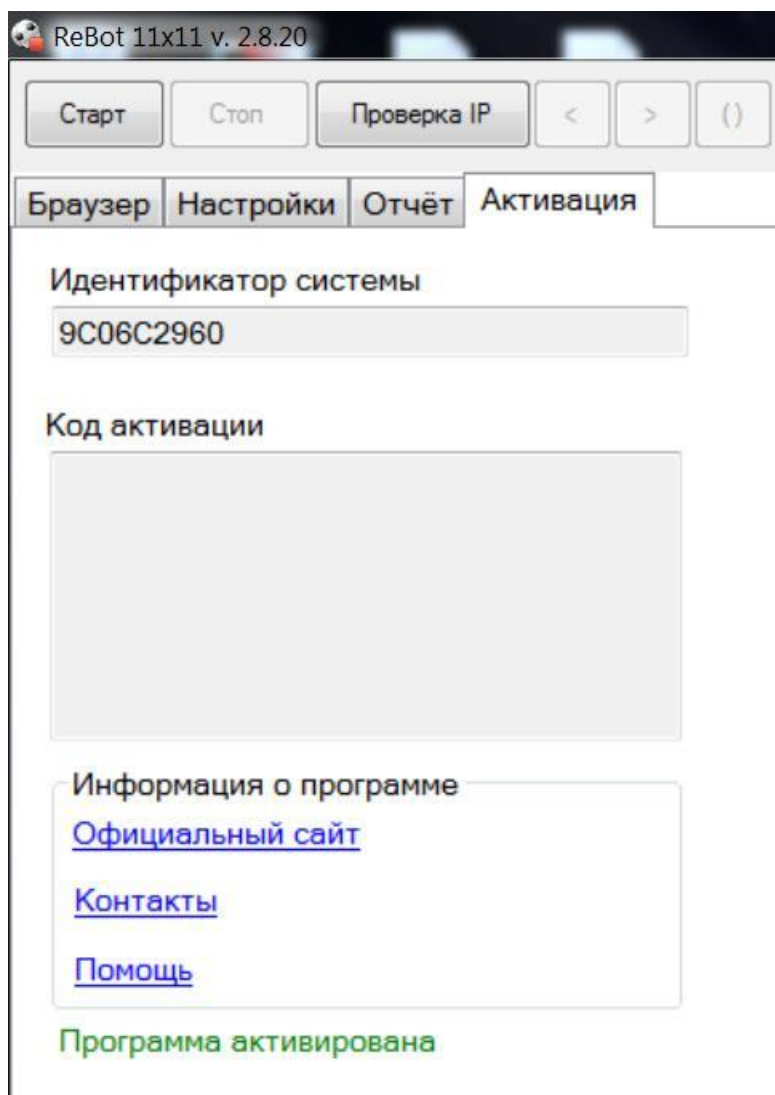 ReBot 11x11 v. 2.8.20
Старт Стоп Проверка IP < > ()
Браузер Настройки Отчёт Активация
Идентификатор системы
9C06C2960
Код активации
Информация о программе
Официальный сайт
Контакты
Помощь
Программа активирована